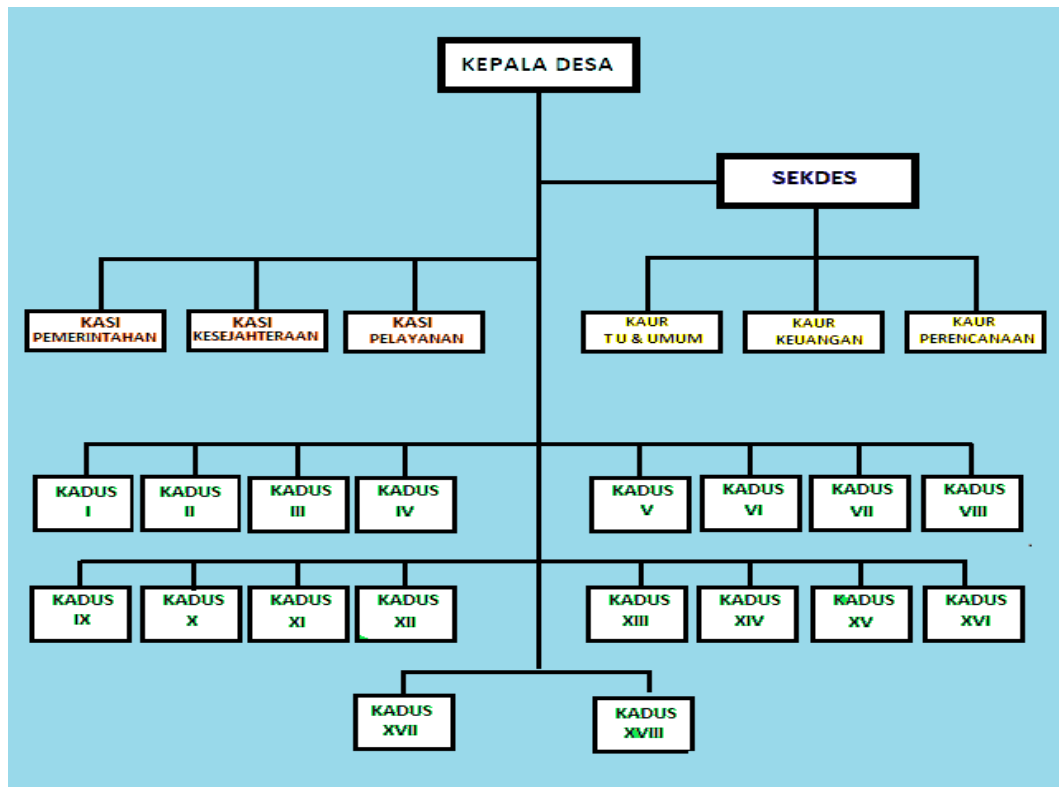 KEPALA DESA
SEKDES
KASI
PEMERINTAHAN
KASI
KESEJAHTERAAN
KASI
PELAYANAN
KAUR
T U & UMUM
KAUR
KEUANGAN
KAUR
PERENCANAAN
KADUS
I
KADUS
II
KADUS
III
KADUS
IV
KADUS
V
KADUS
VI
KADUS
VII
KADUS
VIII
KADUS
IX
KADUS
X
KADUS
XI
KADUS
XII
KADUS
XIII
KADUS
XIV
KADUS
XV
KADUS
XVI
KADUS
XVII
KADUS
XVIII